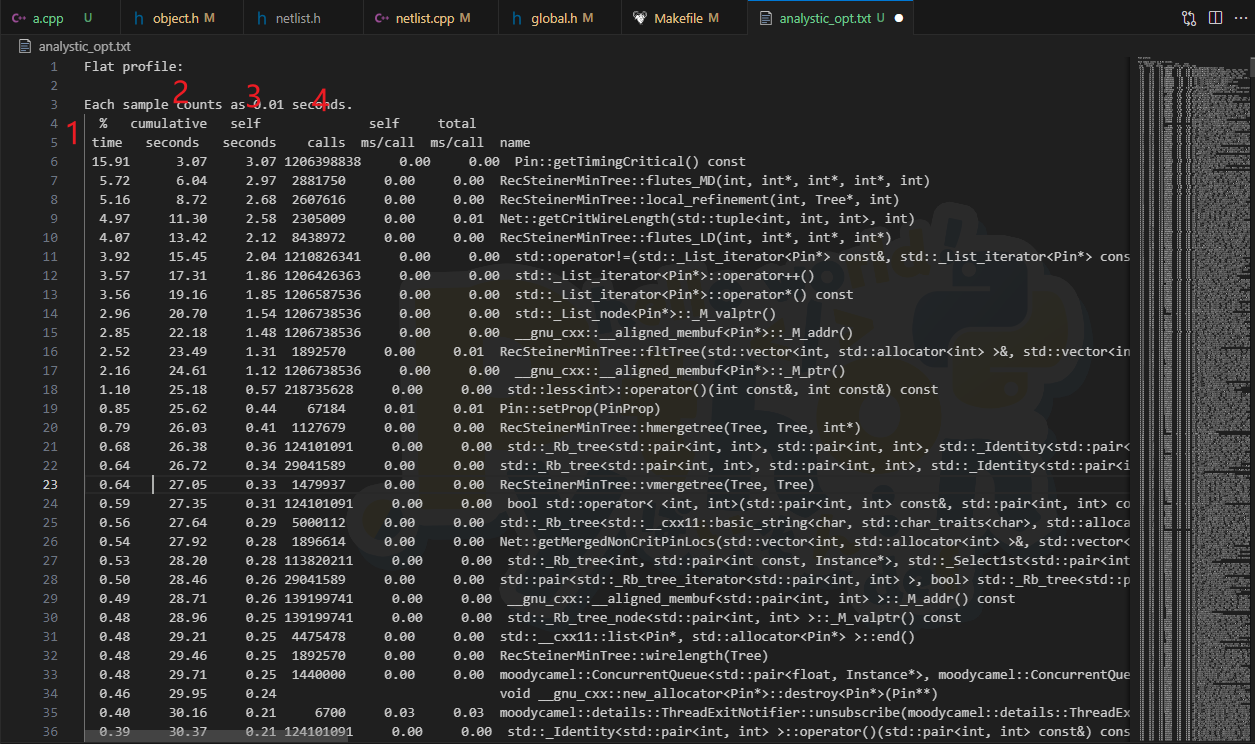 a.cpp U object.h M netlist.h netlist.cpp M global.h M Makefile M analystic_opt.txt U
analystic_opt.txt
1 Flat profile:
2
2 3 4
3 Each sample counts as 0.01 seconds.
1
4 % cumulative self self total
5 time seconds seconds calls ms/call ms/call name
6 15.91 3.07 3.07 1206398838 0.00 0.00 Pin::getTimingCritical() const
7 5.72 6.04 2.97 2881750 0.00 0.00 RecSteinerMinTree::flutes_MD(int, int*, int*, int*, int)
8 5.16 8.72 2.68 2607616 0.00 0.00 RecSteinerMinTree::local_refinement(int, Tree*, int)
9 4.97 11.30 2.58 2305009 0.00 0.01 Net::getCritWireLength(std::tuple<int, int, int>, int)
10 4.07 13.42 2.12 8438972 0.00 0.00 RecSteinerMinTree::flutes_LD(int, int*, int*, int*)
11 3.92 15.45 2.04 1210826341 0.00 0.00 std::operator!=(std::_List_iterator<Pin*> const&, std::_List_iterator<Pin*> cons
12 3.57 17.31 1.86 1206426363 0.00 0.00 std::_List_iterator<Pin*>::operator++()
13 3.56 19.16 1.85 1206587536 0.00 0.00 std::_List_iterator<Pin*>::operator*() const
14 2.96 20.70 1.54 1206738536 0.00 0.00 std::_List_node<Pin*>::_M_valptr()
15 2.85 22.18 1.48 1206738536 0.00 0.00 __gnu_cxx::__aligned_membuf<Pin*>::_M_addr()
16 2.52 23.49 1.31 1892570 0.00 0.01 RecSteinerMinTree::fltTree(std::vector<int, std::allocator<int> >&, std::vector<in
17 2.16 24.61 1.12 1206738536 0.00 0.00 __gnu_cxx::__aligned_membuf<Pin*>::_M_ptr()
18 1.10 25.18 0.57 218735628 0.00 0.00 std::less<int>::operator()(int const&, int const&) const
19 0.85 25.62 0.44 67184 0.01 0.01 Pin::setProp(PinProp)
20 0.79 26.03 0.41 1127679 0.00 0.00 RecSteinerMinTree::hmergetree(Tree, Tree, int*)
21 0.68 26.38 0.36 124101091 0.00 0.00 std::_Rb_tree<std::pair<int, int>, std::pair<int, int>, std::_Identity<std::pair<
22 0.64 26.72 0.34 29041589 0.00 0.00 std::_Rb_tree<std::pair<int, int>, std::pair<int, int>, std::_Identity<std::pair<i
23 0.64 27.05 0.33 1479937 0.00 0.00 RecSteinerMinTree::vmergetree(Tree, Tree)
24 0.59 27.35 0.31 124101091 0.00 0.00 bool std::operator< <int, int>(std::pair<int, int> const&, std::pair<int, int> co
25 0.56 27.64 0.29 5000112 0.00 0.00 std::_Rb_tree<std::__cxx11::basic_string<char, std::char_traits<char>, std::alloca
26 0.54 27.92 0.28 1896614 0.00 0.00 Net::getMergedNonCritPinLocs(std::vector<int, std::allocator<int> >&, std::vector<
27 0.53 28.20 0.28 113820211 0.00 0.00 std::_Rb_tree<int, std::pair<int const, Instance*>, std::_Select1st<std::pair<int
28 0.50 28.46 0.26 29041589 0.00 0.00 std::pair<std::_Rb_tree_iterator<std::pair<int, int> >, bool> std::_Rb_tree<std::p
29 0.49 28.71 0.26 139199741 0.00 0.00 __gnu_cxx::__aligned_membuf<std::pair<int, int> >::_M_addr() const
30 0.48 28.96 0.25 139199741 0.00 0.00 std::_Rb_tree_node<std::pair<int, int> >::_M_valptr() const
31 0.48 29.21 0.25 4475478 0.00 0.00 std::__cxx11::list<Pin*, std::allocator<Pin*> >::end()
32 0.48 29.46 0.25 1892570 0.00 0.00 RecSteinerMinTree::wirelength(Tree)
33 0.48 29.71 0.25 1440000 0.00 0.00 moodycamel::ConcurrentQueue<std::pair<float, Instance*>, moodycamel::ConcurrentQue
34 0.46 29.95 0.24 void __gnu_cxx::new_allocator<Pin*>::destroy<Pin*>(Pin**)
35 0.40 30.16 0.21 6700 0.03 0.03 moodycamel::details::ThreadExitNotifier::unsubscribe(moodycamel::details::ThreadEx
36 0.39 30.37 0.21 124101091 0.00 0.00 std::_Identity<std::pair<int, int> >::operator()(std::pair<int, int> const&) const